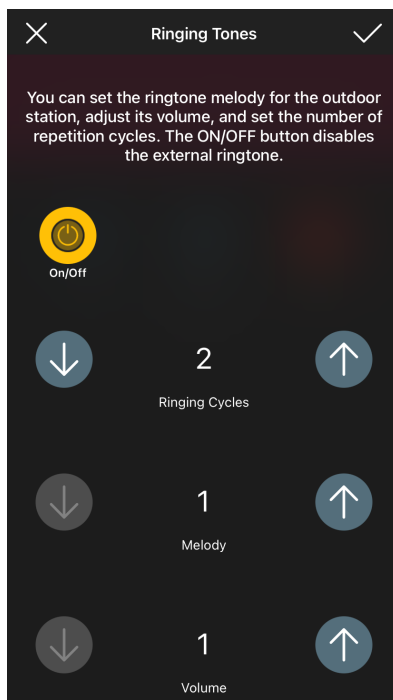 Ringing Tones
You can set the ringtone melody for the outdoor
station, adjust its volume, and set the number of
repetition cycles. The ON/OFF button disables
the external ringtone.
On/Off
2
Ringing Cycles
1
Melody
1
Volume